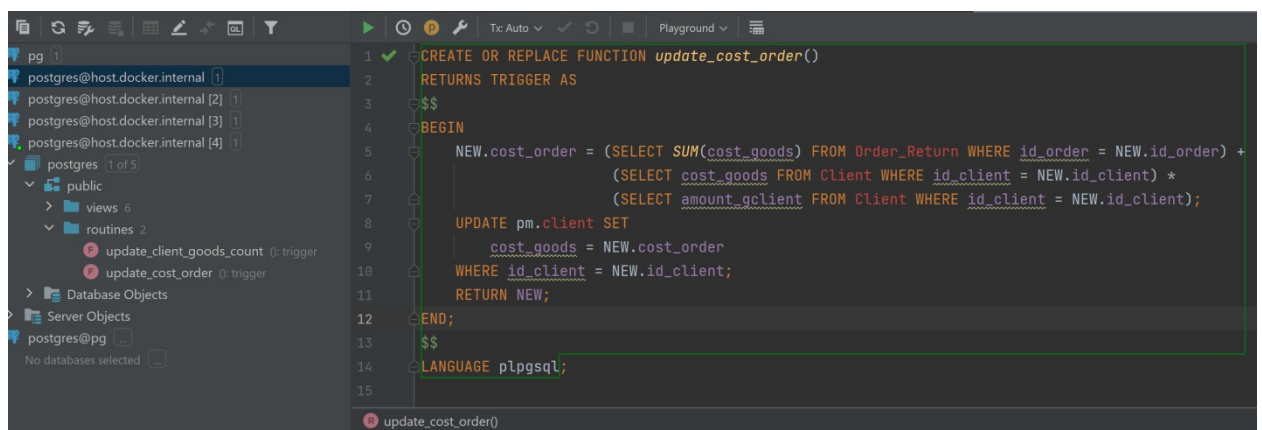 Tx: Auto
Playground
pg 1
postgres@host.docker.internal 1
postgres@host.docker.internal [2] 1
postgres@host.docker.internal [3] 1
postgres@host.docker.internal [4] 1
postgres 1 of 5
public
views 6
routines 2
update_client_goods_count (): trigger
update_cost_order (): trigger
Database Objects
Server Objects
postgres@pg ...
No databases selected ...
1 CREATE OR REPLACE FUNCTION update_cost_order()
2 RETURNS TRIGGER AS
3 $$
4 BEGIN
5 NEW.cost_order = (SELECT SUM(cost_goods) FROM Order_Return WHERE id_order = NEW.id_order) +
6 (SELECT cost_goods FROM Client WHERE id_client = NEW.id_client) *
7 (SELECT amount_gclient FROM Client WHERE id_client = NEW.id_client);
8 UPDATE pm.client SET
9 cost_goods = NEW.cost_order
10 WHERE id_client = NEW.id_client;
11 RETURN NEW;
12 END;
13 $$
14 LANGUAGE plpgsql;
15
R update_cost_order()